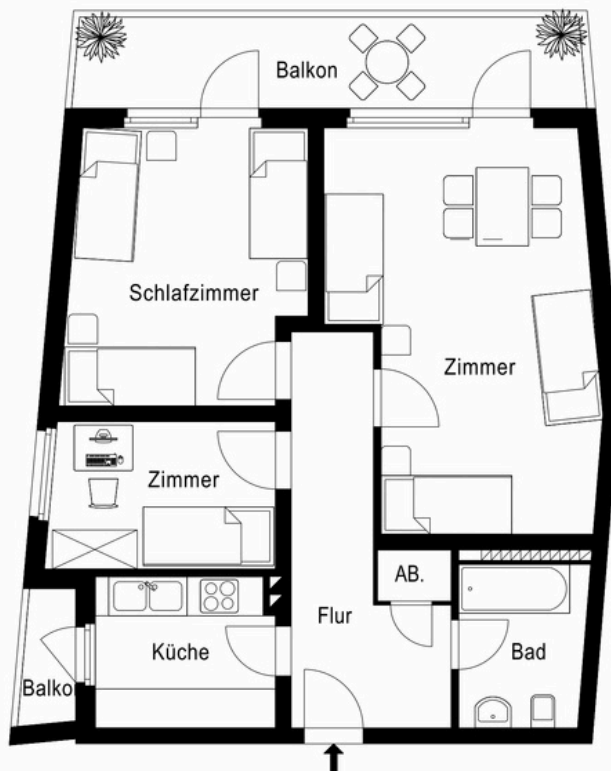 Balkon
Schlafzimmer
Zimmer
Zimmer
AB.
Flur
Küche
Bad
Balko